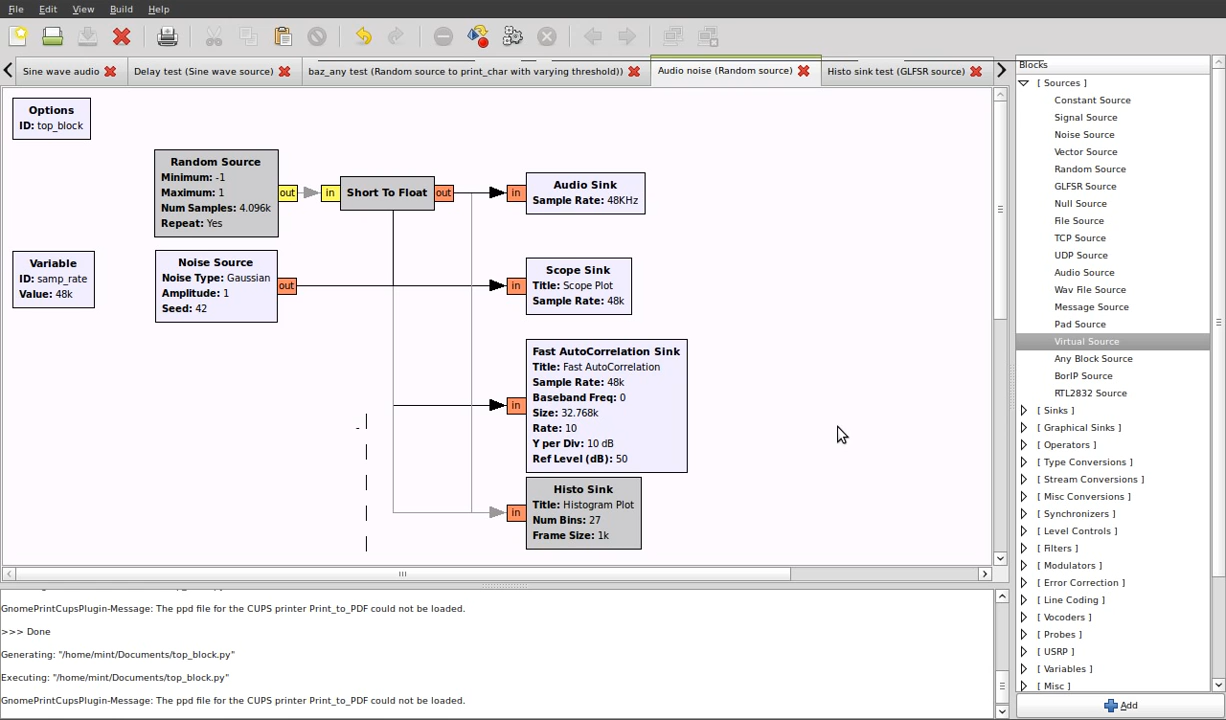 File Edit View Build Help
Sine wave audio
Delay test (Sine wave source)
baz_any test (Random source to print_char with varying threshold))
Audio noise (Random source)
Histo sink test (GLFSR source)
Options
ID: top_block
Random Source
Minimum: -1
Maximum: 1
Num Samples: 4.096k
Repeat: Yes
out
in
Short To Float
out
in
Audio Sink
Sample Rate: 48KHz
Variable
ID: samp_rate
Value: 48k
Noise Source
Noise Type: Gaussian
Amplitude: 1
Seed: 42
out
in
Scope Sink
Title: Scope Plot
Sample Rate: 48k
in
Fast AutoCorrelation Sink
Title: Fast AutoCorrelation
Sample Rate: 48k
Baseband Freq: 0
Size: 32.768k
Rate: 10
Y per Div: 10 dB
Ref Level (dB): 50
in
Histo Sink
Title: Histogram Plot
Num Bins: 27
Frame Size: 1k
GnomePrintCupsPlugin-Message: The ppd file for the CUPS printer Print_to_PDF could not be loaded.
>>> Done
Generating: "/home/mint/Documents/top_block.py"
Executing: "/home/mint/Documents/top_block.py"
GnomePrintCupsPlugin-Message: The ppd file for the CUPS printer Print_to_PDF could not be loaded.
Blocks
[ Sources ]
Constant Source
Signal Source
Noise Source
Vector Source
Random Source
GLFSR Source
Null Source
File Source
TCP Source
UDP Source
Audio Source
Wav File Source
Message Source
Pad Source
Virtual Source
Any Block Source
BorIP Source
RTL2832 Source
[ Sinks ]
[ Graphical Sinks ]
[ Operators ]
[ Type Conversions ]
[ Stream Conversions ]
[ Misc Conversions ]
[ Synchronizers ]
[ Level Controls ]
[ Filters ]
[ Modulators ]
[ Error Correction ]
[ Line Coding ]
[ Vocoders ]
[ Probes ]
[ USRP ]
[ Variables ]
[ Misc ]
Add